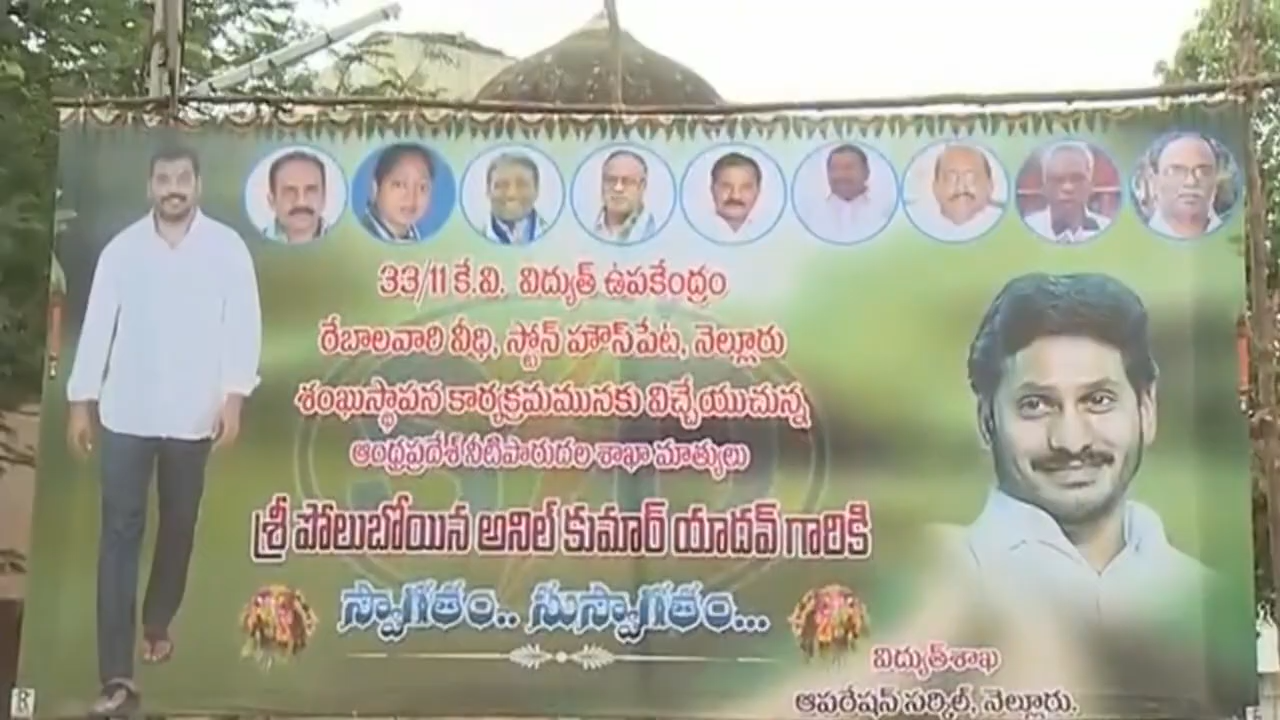 33/11 కే.వి. విద్యుత్ ఉపకేంద్రం
రేబాలవారి వీధి, స్టోన్ హౌస్‌పేట, నెల్లూరు
శంఖుస్థాపన కార్యక్రమమునకు విచ్చేయుచున్న
ఆంధ్రప్రదేశ్ నీటిపారుదల శాఖా మాత్యులు
శ్రీ పోలుబోయిన అనిల్ కుమార్ యాదవ్ గారికి
స్వాగతం.. సుస్వాగతం...
విద్యుత్‌శాఖ
ఆపరేషన్ సర్కిల్, నెల్లూరు.
R